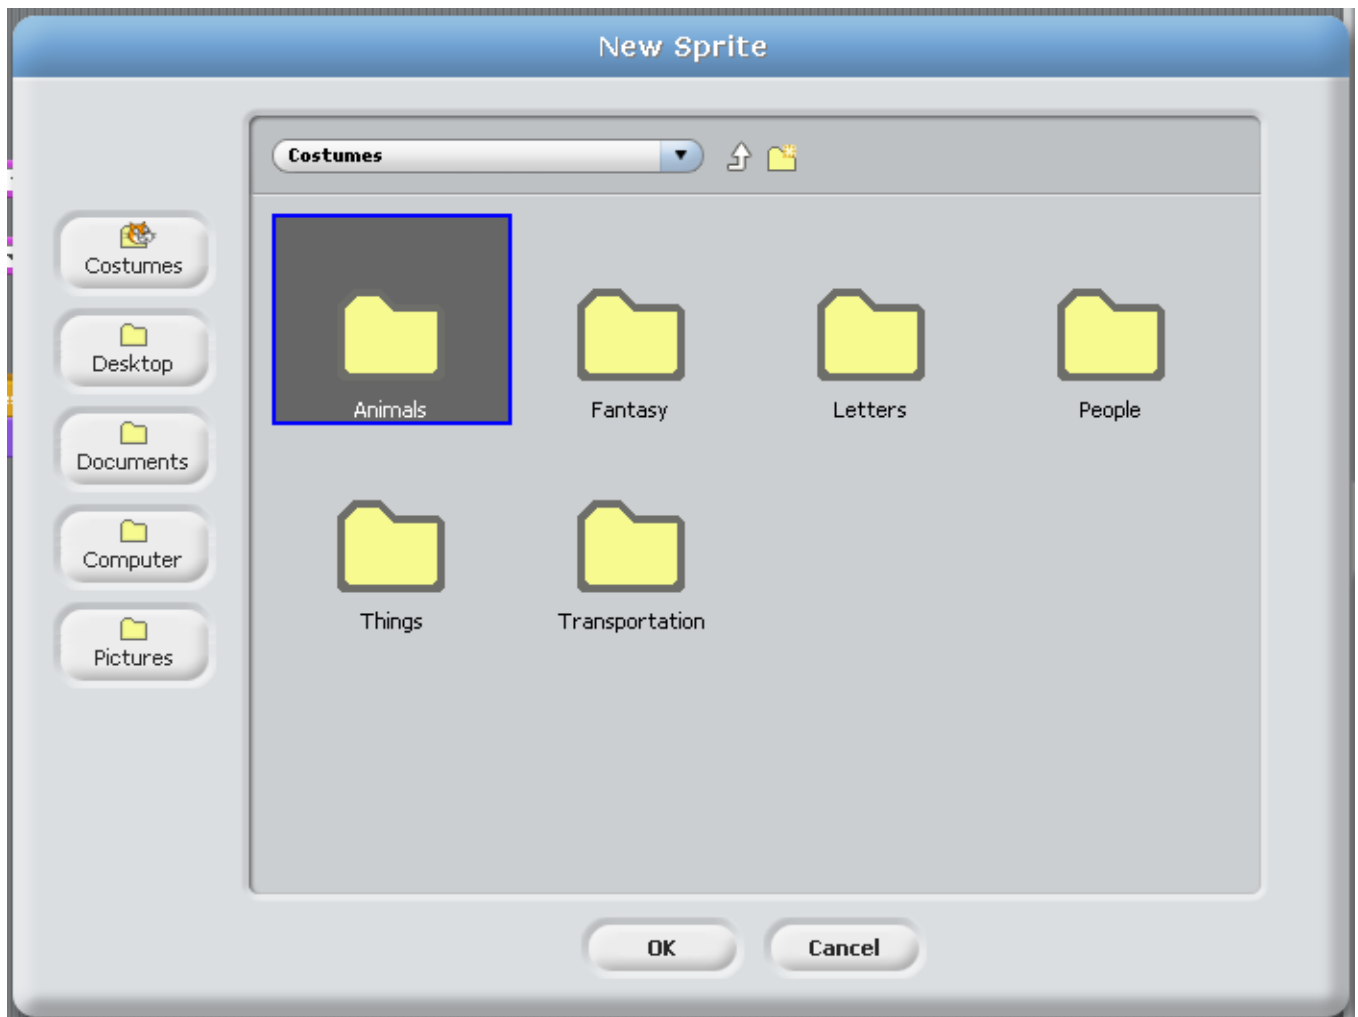 New Sprite
Costumes
Costumes
Desktop
Documents
Computer
Pictures
Animals
Fantasy
Letters
People
Things
Transportation
OK
Cancel